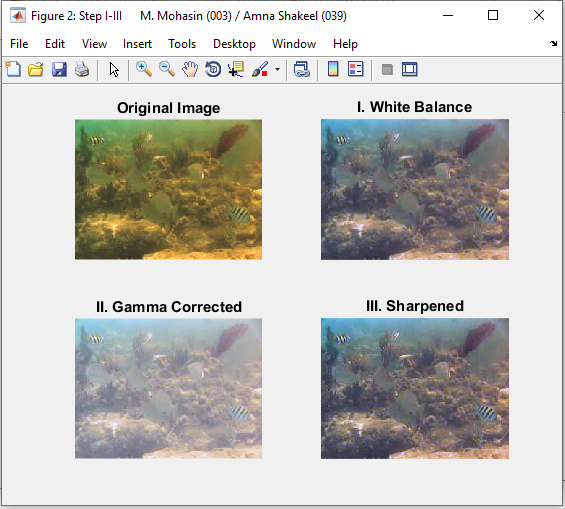 Figure 2: Step I-III M. Mohasin (003) / Amna Shakeel (039)
File Edit View Insert Tools Desktop Window Help
Original Image
I. White Balance
II. Gamma Corrected
III. Sharpened